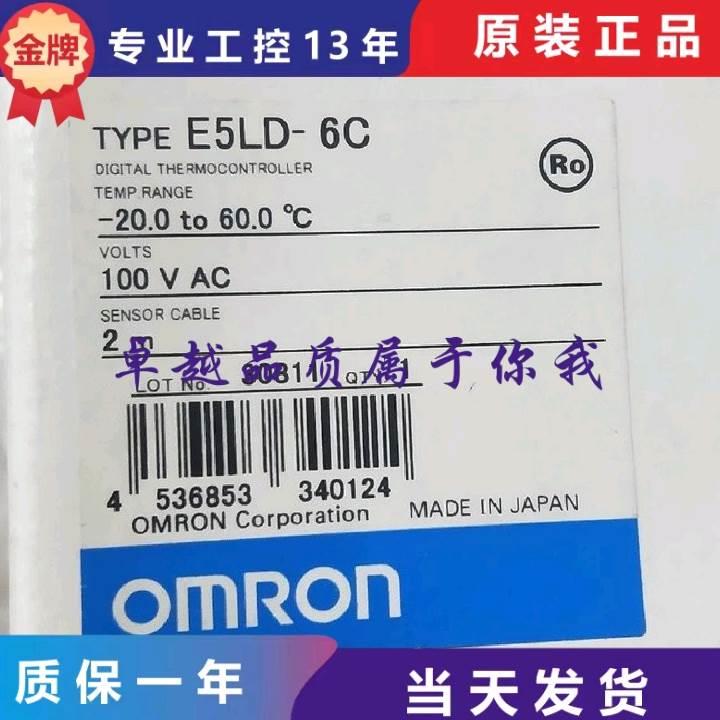 金牌
专业工控13年
原装正品
TYPE E5LD- 6C
DIGITAL THERMOCONTROLLER
Ro
TEMP.RANGE
-20.0 to 60.0 ℃
VOLTS
100 V AC
SENSOR CABLE
2 m
卓越品质属于你我
LOT No.
QTY 1
4 536853 340124
OMRON Corporation MADE IN JAPAN
OMRON
质保一年
当天发货